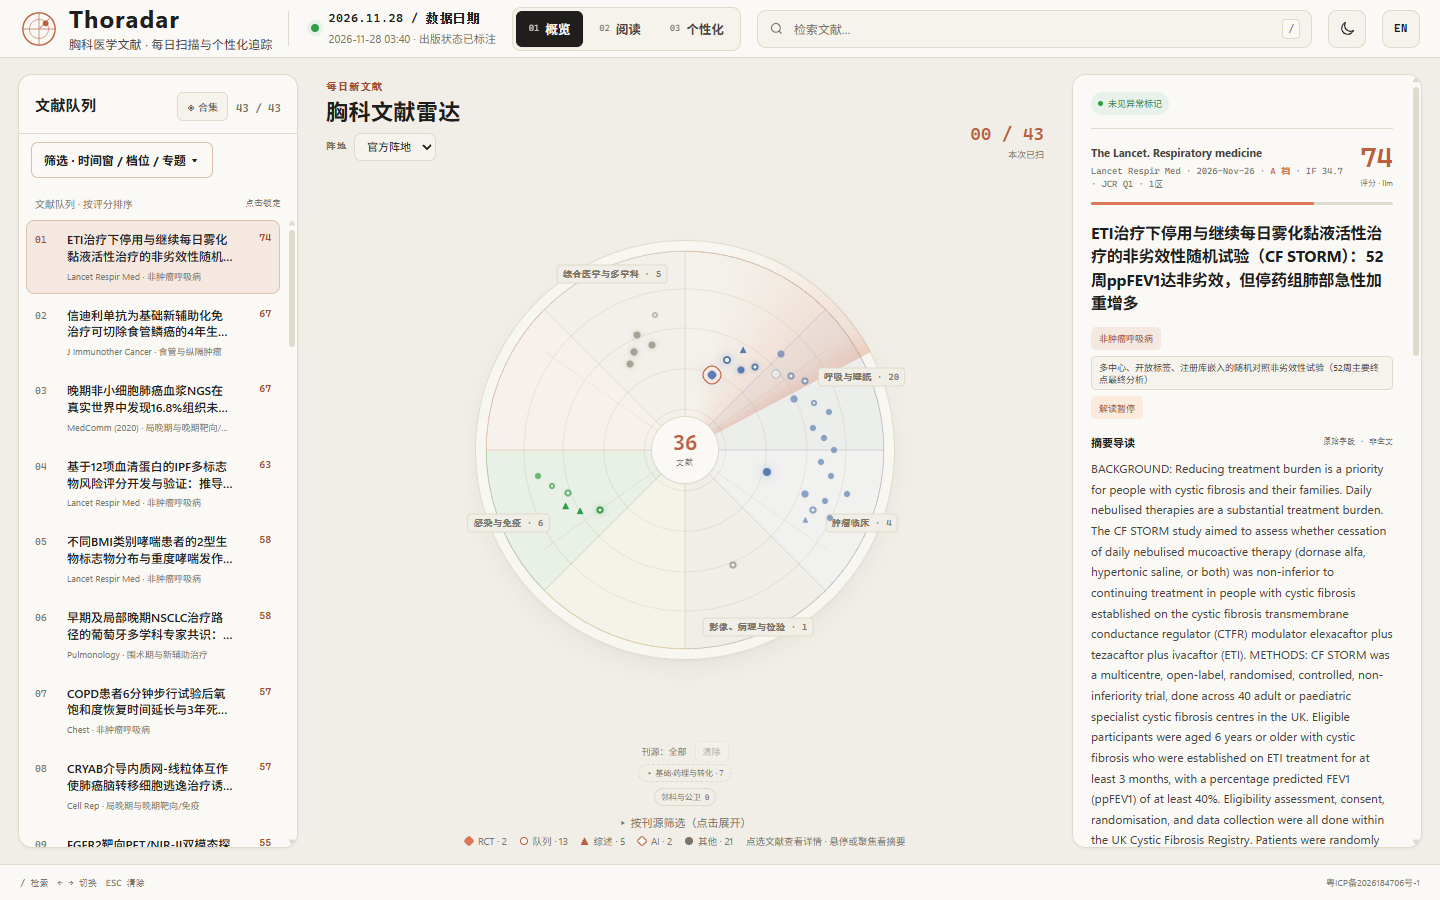 Thoradar
胸科医学文献 · 每日扫描与个性化追踪
2026.11.28 / 数据日期
2026-11-28 03:40 · 出版状态已标注
01 概览
02 阅读
03 个性化
检索文献...
/
EN
文献队列
◈ 合集
43 / 43
筛选 · 时间窗 / 档位 / 专题
文献队列 · 按评分排序
点击锁定
01 ETI治疗下停用与继续每日雾化 74
黏液活性治疗的非劣效性随机...
Lancet Respir Med · 非肿瘤呼吸病
02 信迪利单抗为基础新辅助化免 67
治疗可切除食管鳞癌的4年生...
J Immunother Cancer · 食管与纵隔肿瘤
03 晚期非小细胞肺癌血浆NGS在 67
真实世界中发现16.8%组织未...
MedComm (2020) · 局晚期与晚期靶向/...
04 基于12项血清蛋白的IPF多标志 63
物风险评分开发与验证：推导...
Lancet Respir Med · 非肿瘤呼吸病
05 不同BMI类别哮喘患者的2型生 58
物标志物分布与重度哮喘发作...
Lancet Respir Med · 非肿瘤呼吸病
06 早期及局部晚期NSCLC治疗路 58
径的葡萄牙多学科专家共识：...
Pulmonology · 围术期与新辅助治疗
07 COPD患者6分钟步行试验后氧 57
饱和度恢复时间延长与3年死...
Chest · 非肿瘤呼吸病
08 CRYAB介导内质网-线粒体互作 57
使肺癌脑转移细胞逃逸治疗诱...
Cell Rep · 局晚期与晚期靶向/免疫
09 FGFR2靶向PET/NIR-II双模态探 55
每日新文献
胸科文献雷达
阵地
官方阵地
00 / 43
本次已扫
综合医学与多学科 · 5
呼吸与睡眠 · 20
36
文献
感染与免疫 · 6
肿瘤临床 · 4
影像、病理与检验 · 1
刊源：全部
清除
• 基础·药理与转化 · 7
邻科与公卫 0
▸ 按刊源筛选（点击展开）
RCT · 2
队列 · 13
综述 · 5
AI · 2
其他 · 21
点选文献查看详情 · 悬停或聚焦看摘要
未见异常标记
The Lancet. Respiratory medicine
Lancet Respir Med · 2026-Nov-26 · A 档 · IF 34.7
· JCR Q1 · 1区
74
评分 · llm
ETI治疗下停用与继续每日雾化黏液活性治
疗的非劣效性随机试验（CF STORM）：52
周ppFEV1达非劣效，但停药组肺部急性加
重增多
非肿瘤呼吸病
多中心、开放标签、注册库嵌入的随机对照非劣效性试验（52周主要终
点最终分析）
解读暂停
摘要导读
原始字段 · 非全文
BACKGROUND: Reducing treatment burden is a priority
for people with cystic fibrosis and their families. Daily
nebulised therapies are a substantial treatment burden.
The CF STORM study aimed to assess whether cessation
of daily nebulised mucoactive therapy (dornase alfa,
hypertonic saline, or both) was non-inferior to
continuing treatment in people with cystic fibrosis
established on the cystic fibrosis transmembrane
conductance regulator (CTFR) modulator elexacaftor plus
tezacaftor plus ivacaftor (ETI). METHODS: CF STORM was
a multicentre, open-label, randomised, controlled, non-
inferiority trial, done across 40 adult or paediatric
specialist cystic fibrosis centres in the UK. Eligible
participants were aged 6 years or older with cystic
fibrosis who were established on ETI treatment for at
least 3 months, with a percentage predicted FEV1
(ppFEV1) of at least 40%. Eligibility assessment, consent,
randomisation, and data collection were all done within
the UK Cystic Fibrosis Registry. Patients were randomly
/ 检索 ← → 切换 ESC 清除
粤ICP备2026184706号-1